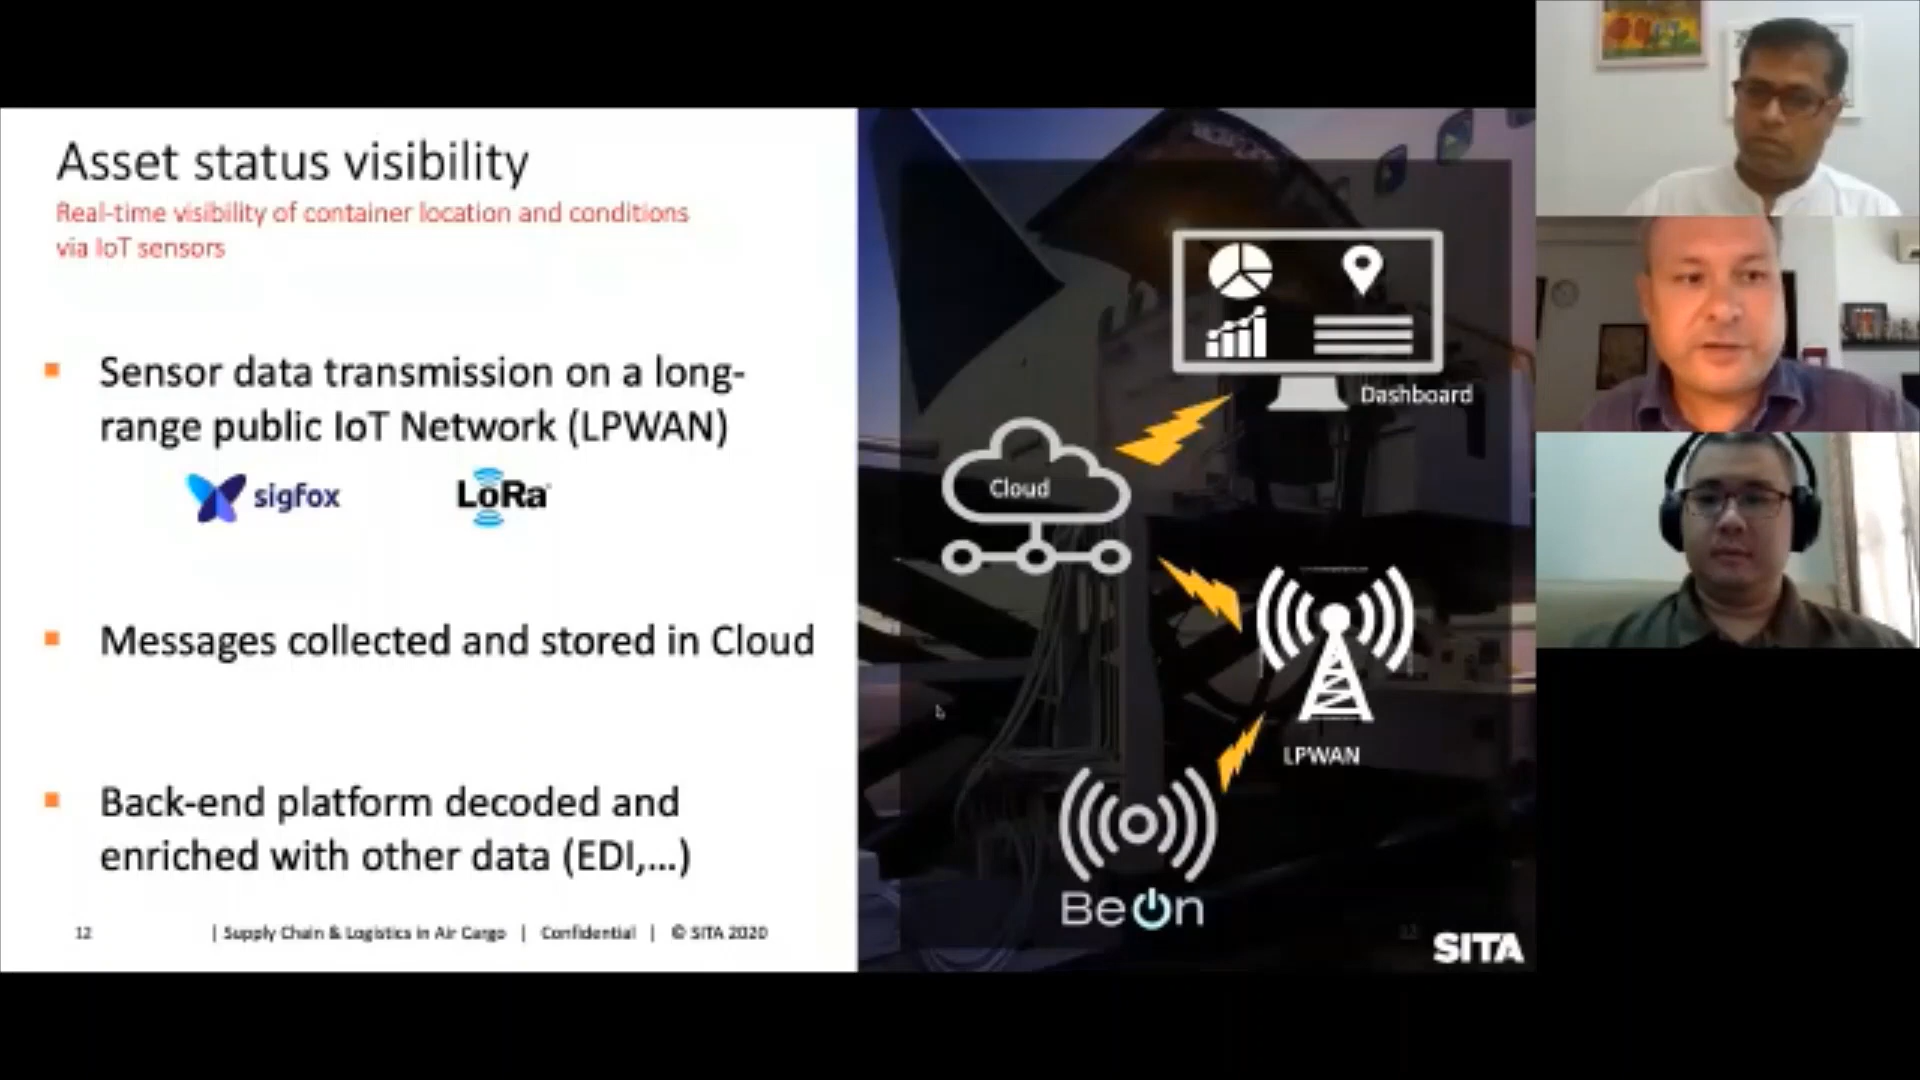 Asset status visibility
Real-time visibility of container location and conditions
via IoT sensors
Sensor data transmission on a long-
range public IoT Network (LPWAN)
sigfox
LoRa
Messages collected and stored in Cloud
Back-end platform decoded and
enriched with other data (EDI,...)
12 | Supply Chain & Logistics in Air Cargo | Confidential | © SITA 2020
Dashboard
Cloud
LPWAN
BeOn
SITA